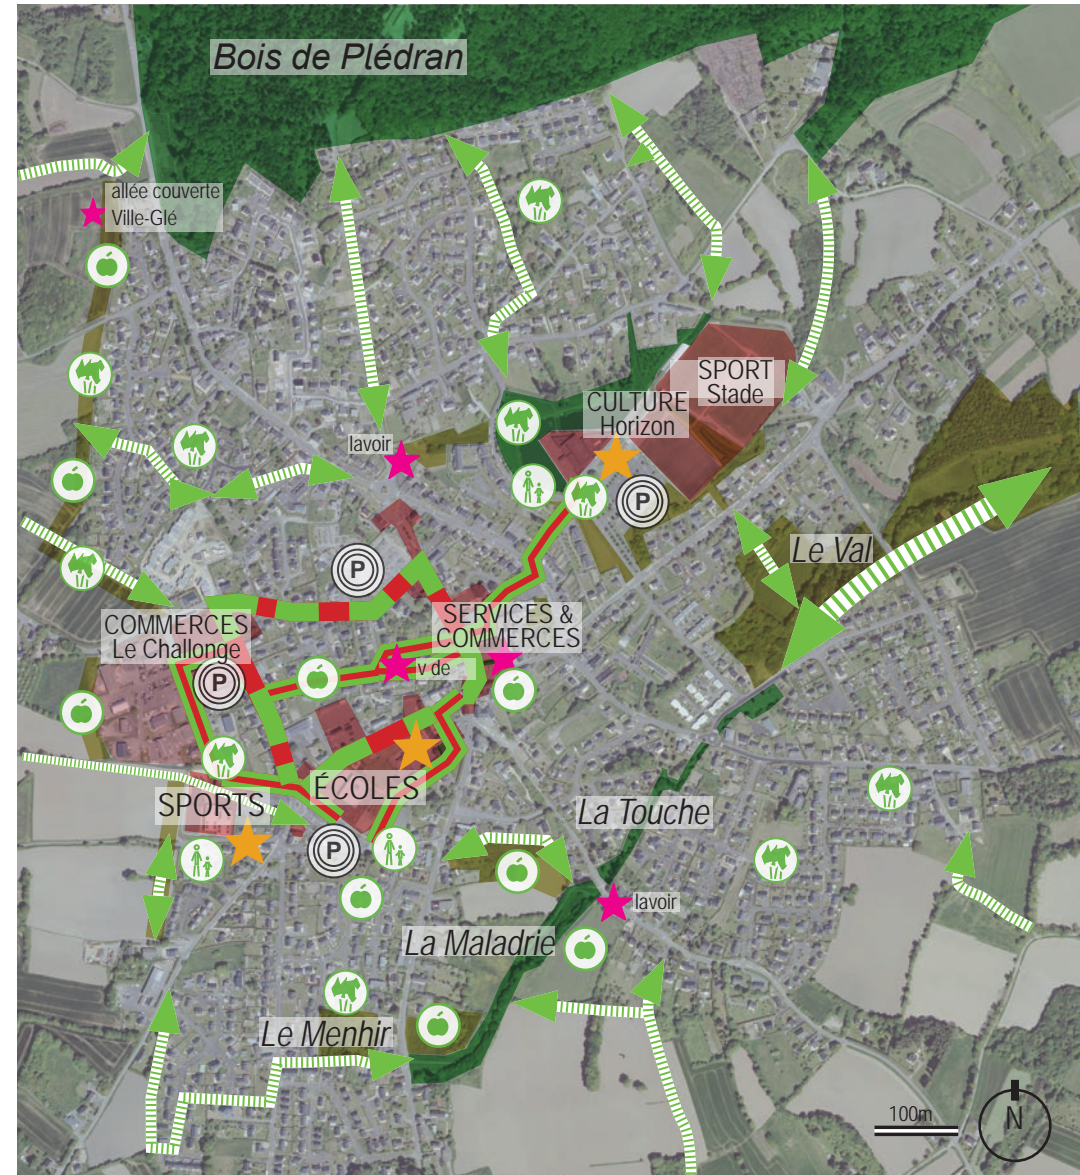 Bois de Plédran
allée couverte
Ville-Glé
SPORT
Stade
CULTURE
Horizon
lavoir
P
Le Val
P
SERVICES &
COMMERCES
COMMERCES
Le Challonge
v de
P
ÉCOLES
SPORTS
La Touche
P
lavoir
La Maladrie
Le Menhir
100m
N